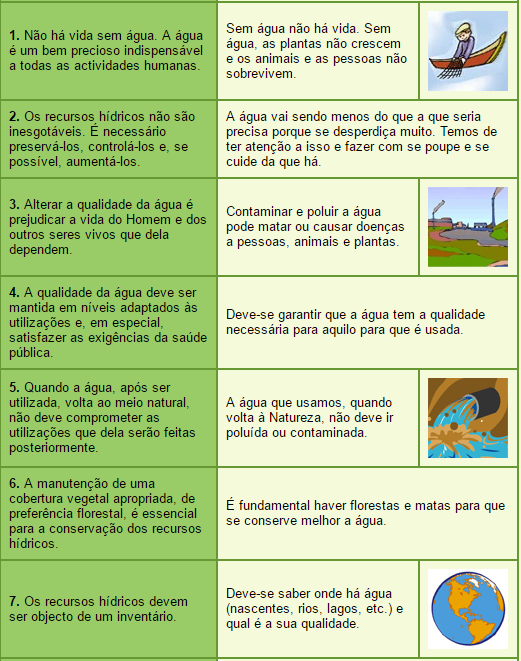 1. Não há vida sem água. A água
é um bem precioso indispensável
a todas as actividades humanas.
Sem água não há vida. Sem
água, as plantas não crescem
e os animais e as pessoas não
sobrevivem.
2. Os recursos hídricos não são
inesgotáveis. É necessário
preservá-los, controlá-los e, se
possível, aumentá-los.
A água vai sendo menos do que a que seria
precisa porque se desperdiça muito. Temos de
ter atenção a isso e fazer com se poupe e se
cuide da que há.
3. Alterar a qualidade da água é
prejudicar a vida do Homem e dos
outros seres vivos que dela
dependem.
Contaminar e poluir a água
pode matar ou causar doenças
a pessoas, animais e plantas.
4. A qualidade da água deve ser
mantida em níveis adaptados às
utilizações e, em especial,
satisfazer as exigências da saúde
pública.
Deve-se garantir que a água tem a qualidade
necessária para aquilo para que é usada.
5. Quando a água, após ser
utilizada, volta ao meio natural,
não deve comprometer as
utilizações que dela serão feitas
posteriormente.
A água que usamos, quando
volta à Natureza, não deve ir
poluída ou contaminada.
6. A manutenção de uma
cobertura vegetal apropriada, de
preferência florestal, é essencial
para a conservação dos recursos
hídricos.
É fundamental haver florestas e matas para que
se conserve melhor a água.
7. Os recursos hídricos devem
ser objecto de um inventário.
Deve-se saber onde há água
(nascentes, rios, lagos, etc.) e
qual é a sua qualidade.